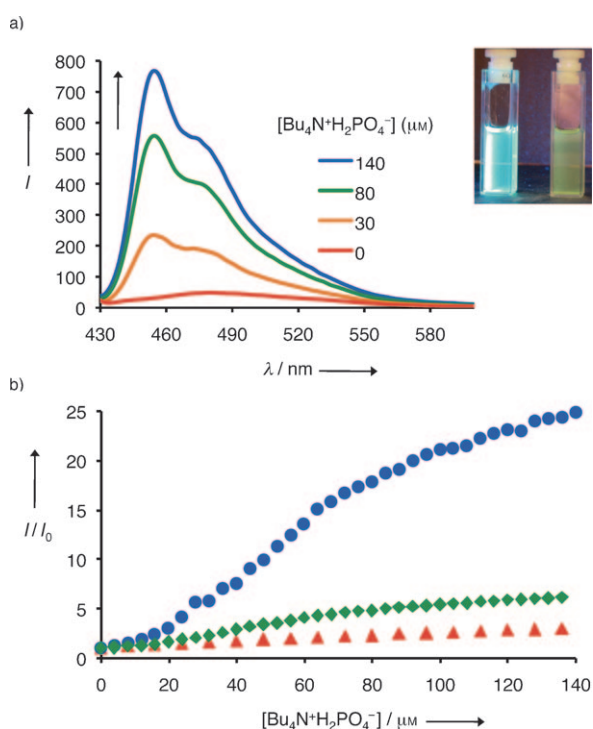 a)
800
700
600
500
400
300
200
100
0
I
[Bu₄N⁺H₂PO₄⁻] (μM)
140
80
30
0
430 460 490 520 550 580
λ / nm
b)
25
20
15
10
5
0
I / I₀
0 20 40 60 80 100 120 140
[Bu₄N⁺H₂PO₄⁻] / μM